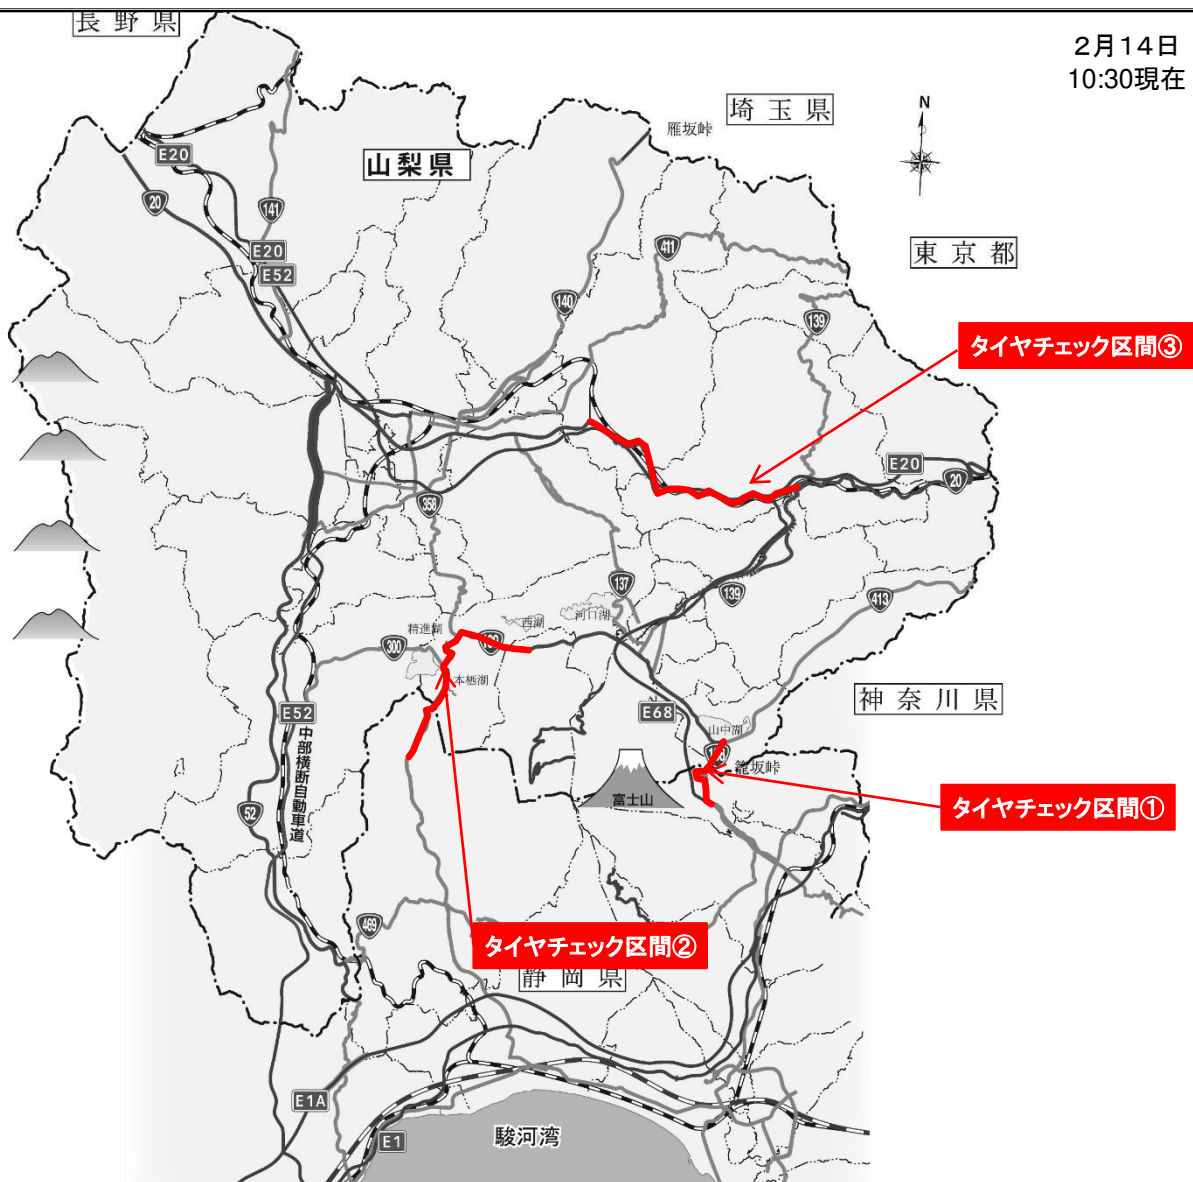 長野県
2月14日
10:30現在
埼玉県
N
雁坂峠
山梨県
E20
20
141
411
東京都
E20
E52
140
139
タイヤチェック区間③
E20
20
358
137
139
413
河口湖
西湖
精進湖
300
本栖湖
神奈川県
E52
E68
山中湖
籠坂峠
中部横断自動車道
富士山
52
タイヤチェック区間①
469
タイヤチェック区間②
静岡県
E1A
駿河湾
E1